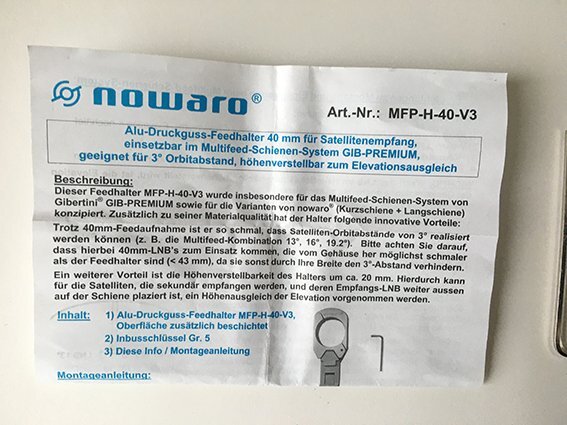 nowaro®
Art.-Nr.: MFP-H-40-V3
Alu-Druckguss-Feedhalter 40 mm für Satellitenempfang,
einsetzbar im Multifeed-Schienen-System GIB-PREMIUM,
geeignet für 3° Orbitabstand, höhenverstellbar zum Elevationsausgleich
Beschreibung:
Dieser Feedhalter MFP-H-40-V3 wurde insbesondere für das Multifeed-Schienen-System von
Gibertini® GIB-PREMIUM sowie für die Varianten von nowaro® (Kurzschiene + Langschiene)
konzipiert. Zusätzlich zu seiner Materialqualität hat der Halter folgende innovative Vorteile:
Trotz 40mm-Feedaufnahme ist er so schmal, dass Satelliten-Orbitabstände von 3° realisiert
werden können (z. B. die Multifeed-Kombination 13°, 16°, 19.2°). Bitte achten Sie darauf,
dass hierbei 40mm-LNB's zum Einsatz kommen, die vom Gehäuse her möglichst schmaler
als der Feedhalter sind (< 43 mm), da sie sonst durch Ihre Breite den 3°-Abstand verhindern.
Ein weiterer Vorteil ist die Höhenverstellbarkeit des Halters um ca. 20 mm. Hierdurch kann
für die Satelliten, die sekundär empfangen werden, und deren Empfangs-LNB weiter aussen
auf der Schiene plaziert ist, ein Höhenausgleich der Elevation vorgenommen werden.
Inhalt: 1) Alu-Druckguss-Feedhalter MFP-H-40-V3,
Oberfläche zusätzlich beschichtet
2) Inbusschlüssel Gr. 5
3) Diese Info / Montageanleitung
Montageanleitung: